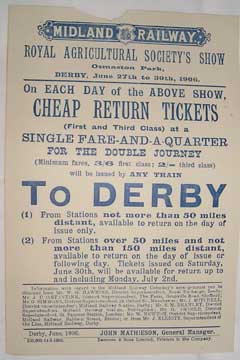 MIDLAND RAILWAY.
ROYAL AGRICULTURAL SOCIETY'S SHOW
Osmaston Park,
DERBY, June 27th to 30th, 1906.
On EACH DAY of the ABOVE SHOW,
CHEAP RETURN TICKETS
(First and Third Class) at a
SINGLE FARE-AND-A-QUARTER
FOR THE DOUBLE JOURNEY
(Minimum fares, 3/6 first class; 2/- third class)
will be issued by ANY TRAIN
To DERBY
(1) From Stations not more than 50 miles
distant, available to return on the day of
issue only.
(2) From Stations over 50 miles and not
more than 150 miles distant,
available to return on the day of issue or
following day. Tickets issued on Saturday,
June 30th, will be available for return up to
and including Monday, July 2nd.
Derby, June, 1906. JOHN MATHIESON, General Manager.